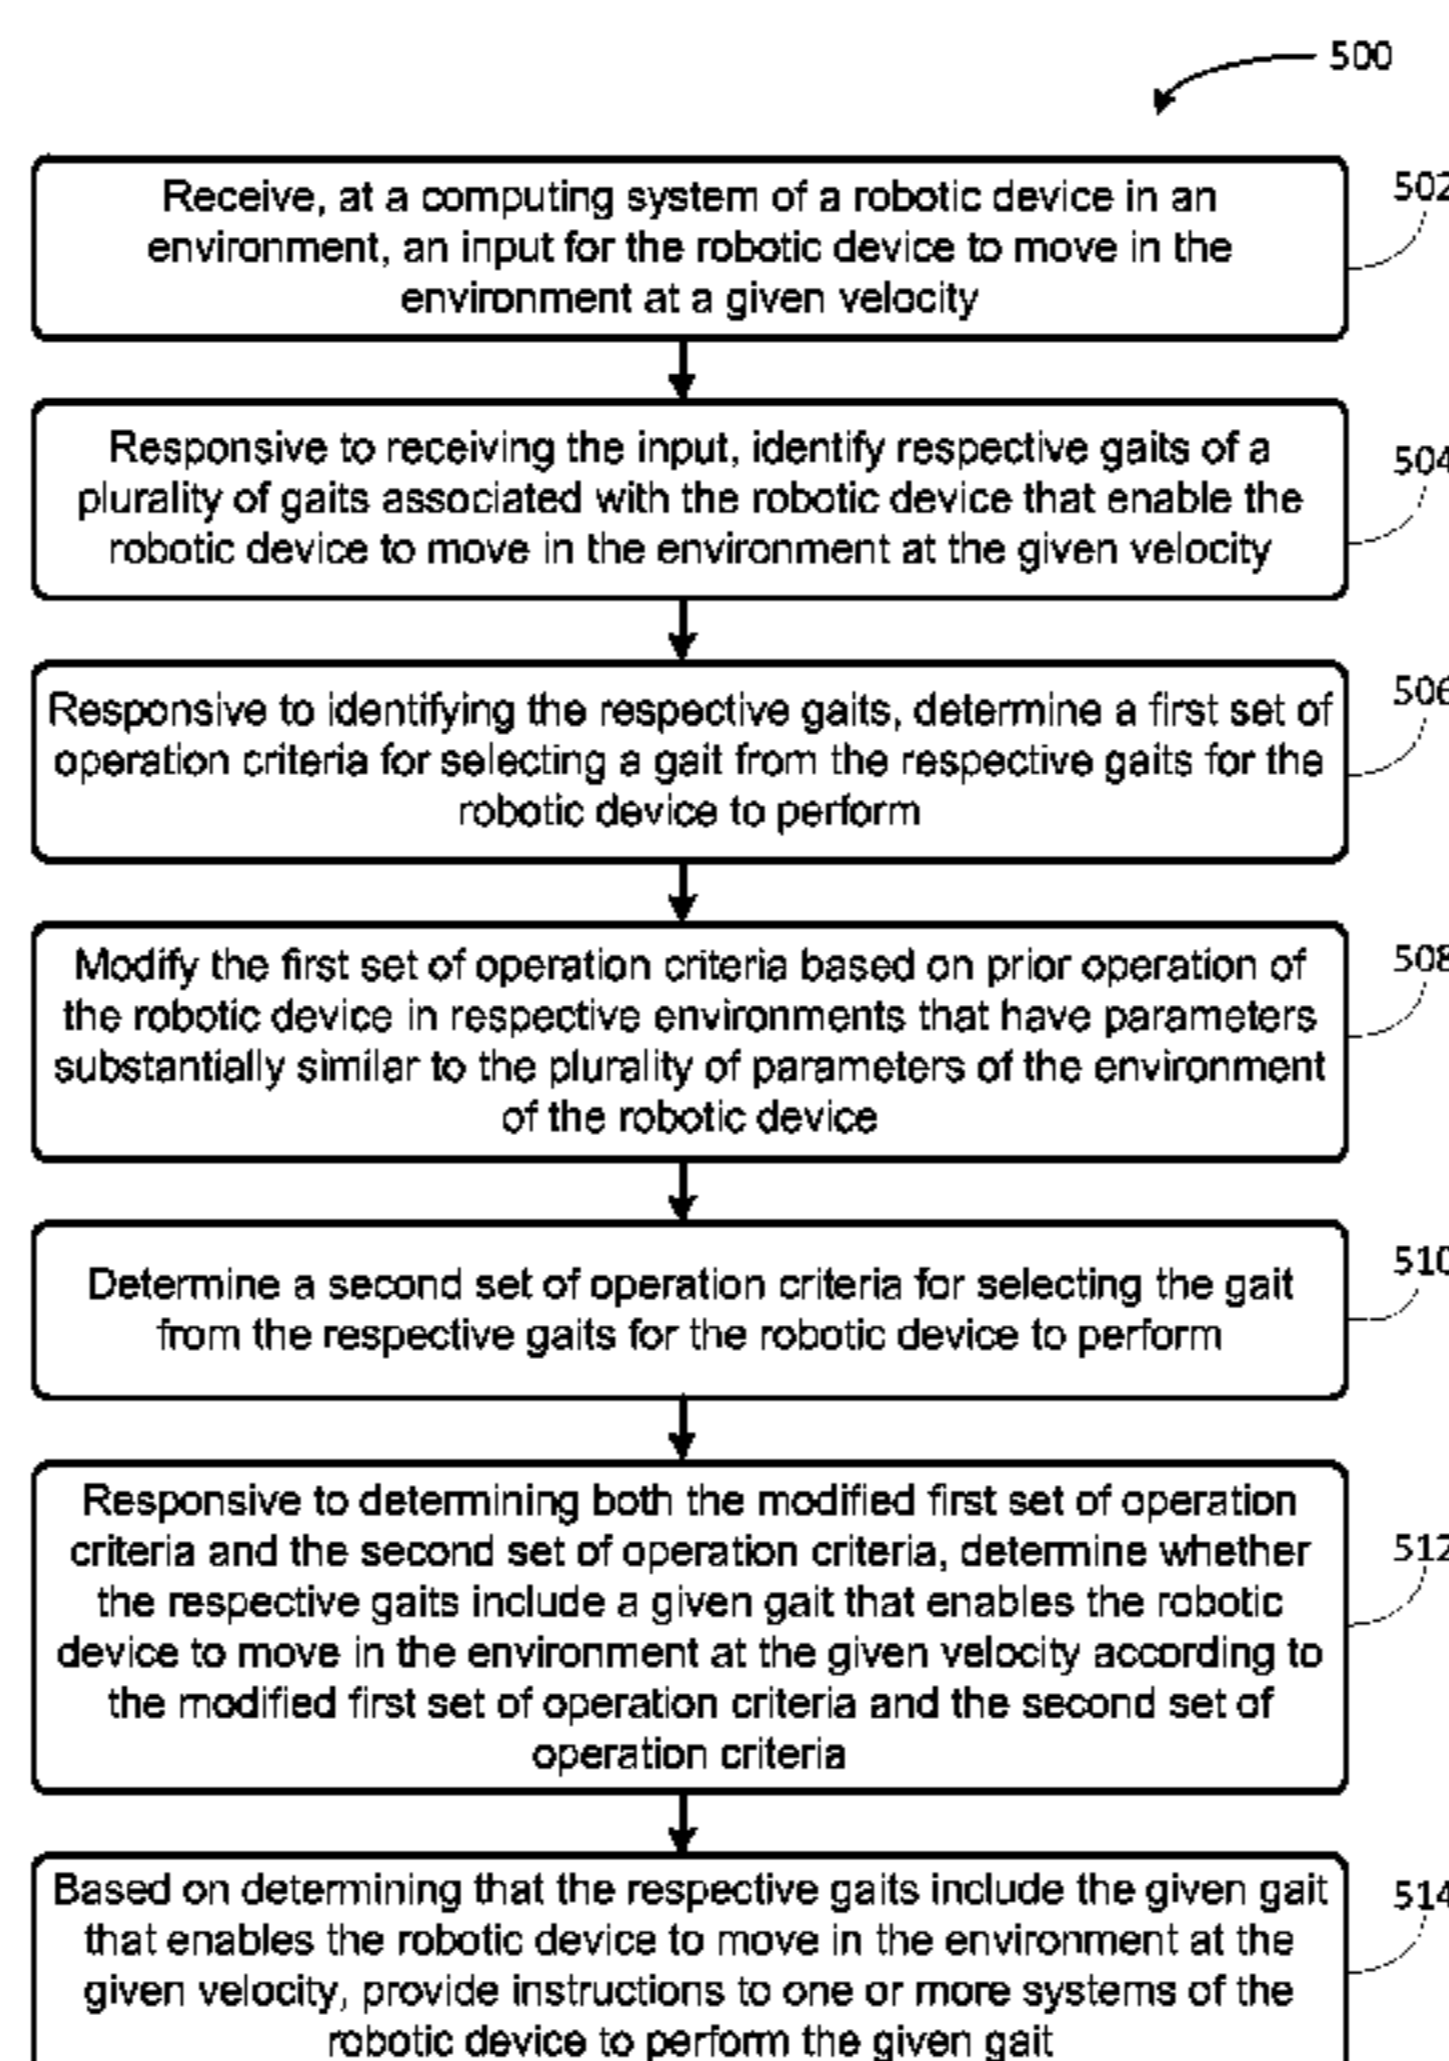 500
Receive, at a computing system of a robotic device in an
environment, an input for the robotic device to move in the
environment at a given velocity
502
Responsive to receiving the input, identify respective gaits of a
plurality of gaits associated with the robotic device that enable the
robotic device to move in the environment at the given velocity
504
Responsive to identifying the respective gaits, determine a first set of
operation criteria for selecting a gait from the respective gaits for the
robotic device to perform
506
Modify the first set of operation criteria based on prior operation of
the robotic device in respective environments that have parameters
substantially similar to the plurality of parameters of the environment
of the robotic device
508
Determine a second set of operation criteria for selecting the gait
from the respective gaits for the robotic device to perform
510
Responsive to determining both the modified first set of operation
criteria and the second set of operation criteria, determine whether
the respective gaits include a given gait that enables the robotic
device to move in the environment at the given velocity according to
the modified first set of operation criteria and the second set of
operation criteria
512
Based on determining that the respective gaits include the given gait
that enables the robotic device to move in the environment at the
given velocity, provide instructions to one or more systems of the
robotic device to perform the given gait
514